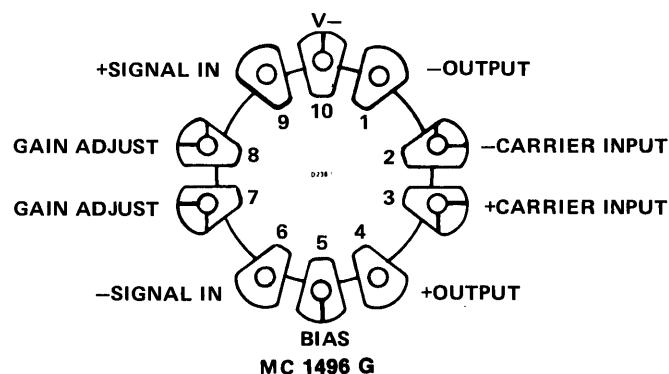 V–
+SIGNAL IN
–OUTPUT
9
10
1
GAIN ADJUST
8
2
–CARRIER INPUT
GAIN ADJUST
7
3
+CARRIER INPUT
6
5
4
–SIGNAL IN
+OUTPUT
BIAS
MC 1496 G